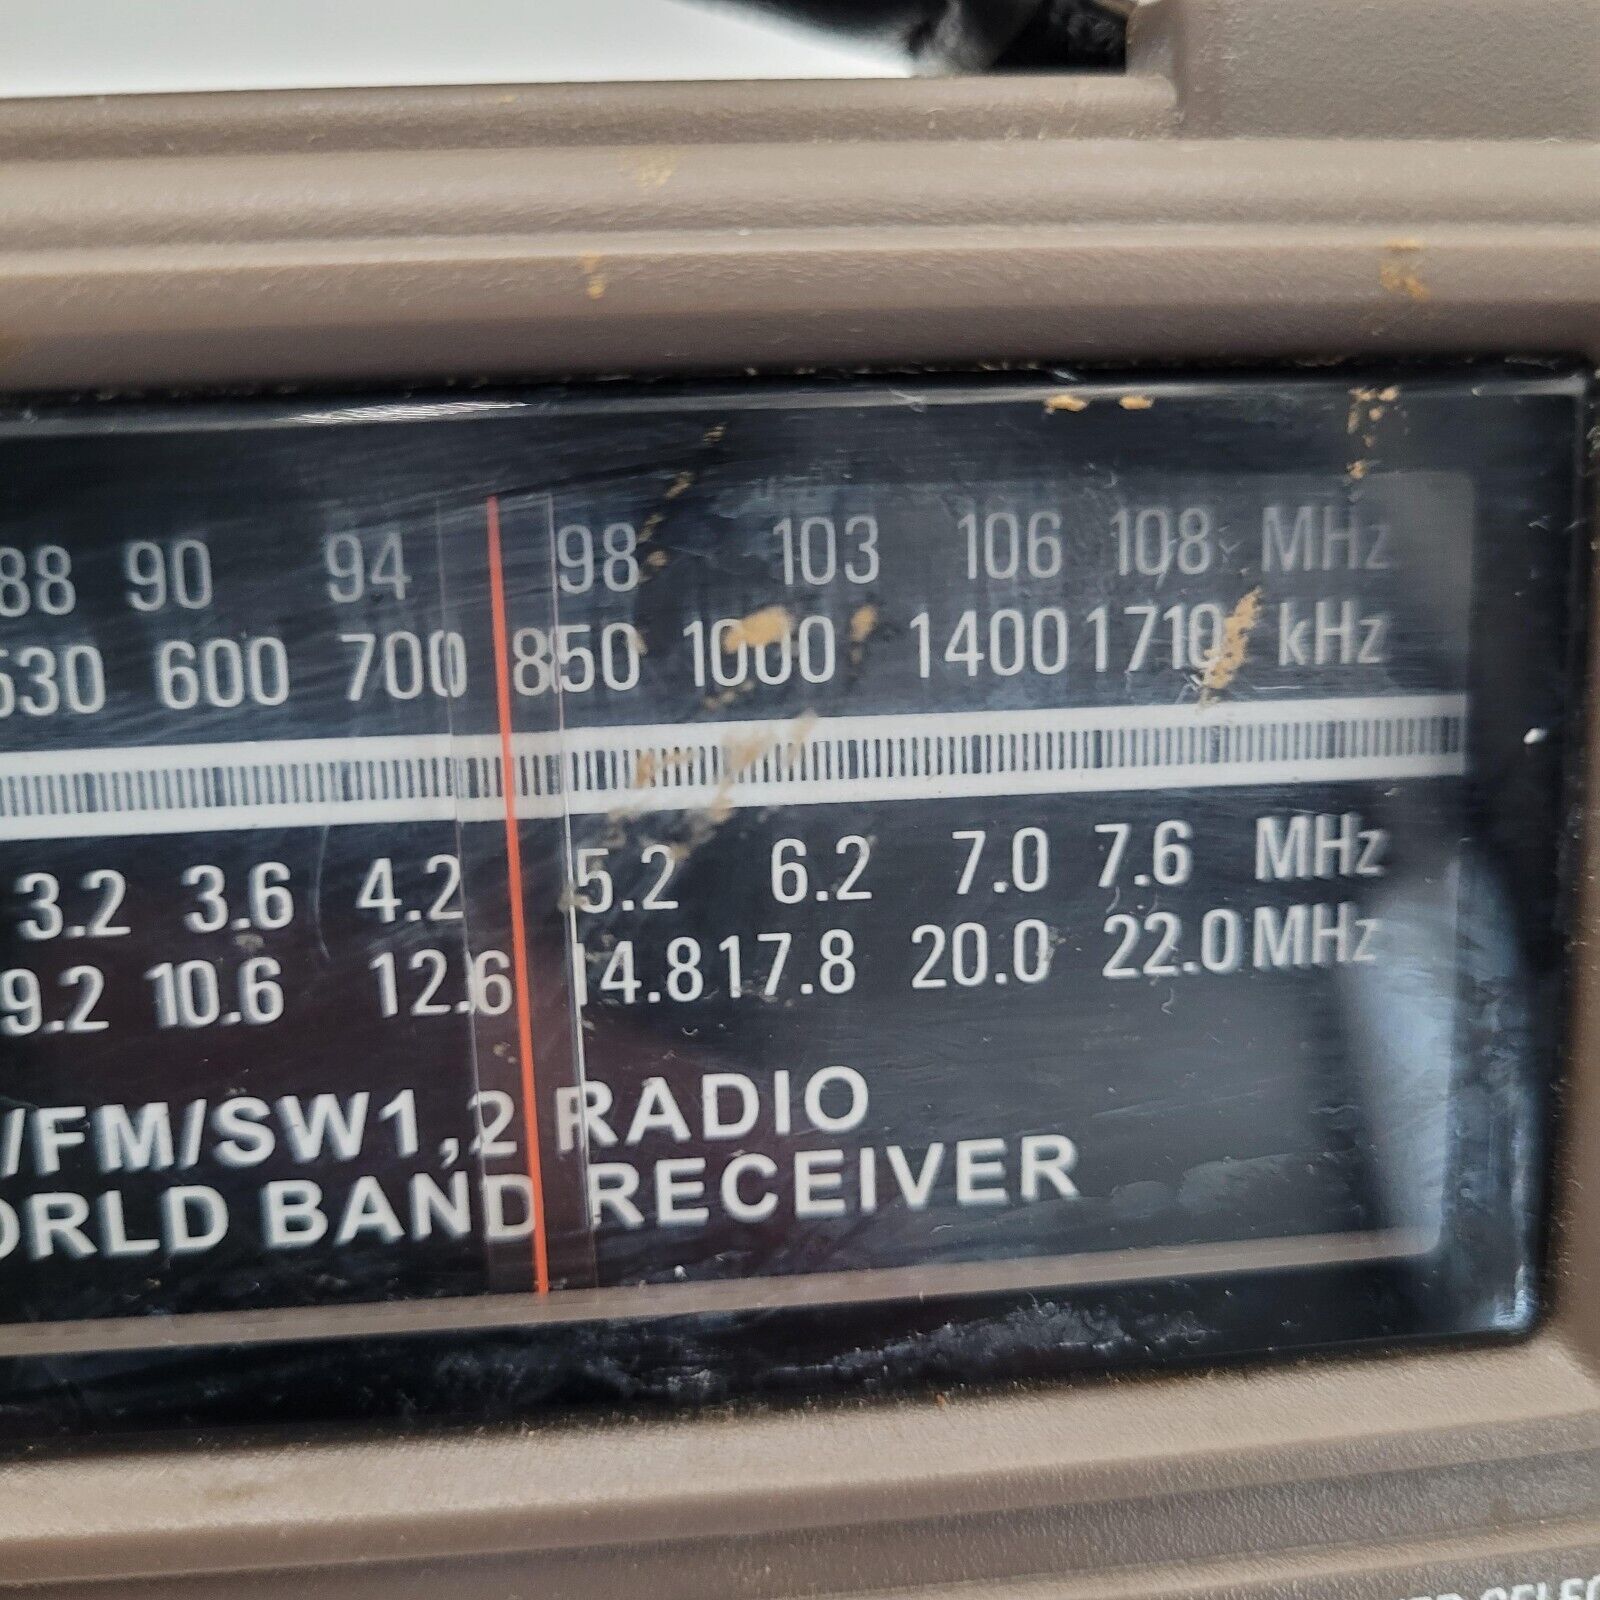 88 90 94 98 103 106 108 MHz
530 600 700 850 1000 1400 1710 kHz
3.2 3.6 4.2 5.2 6.2 7.0 7.6 MHz
9.2 10.6 12.6 14.8 17.8 20.0 22.0 MHz
/FM/SW1,2 RADIO
ORLD BAND RECEIVER